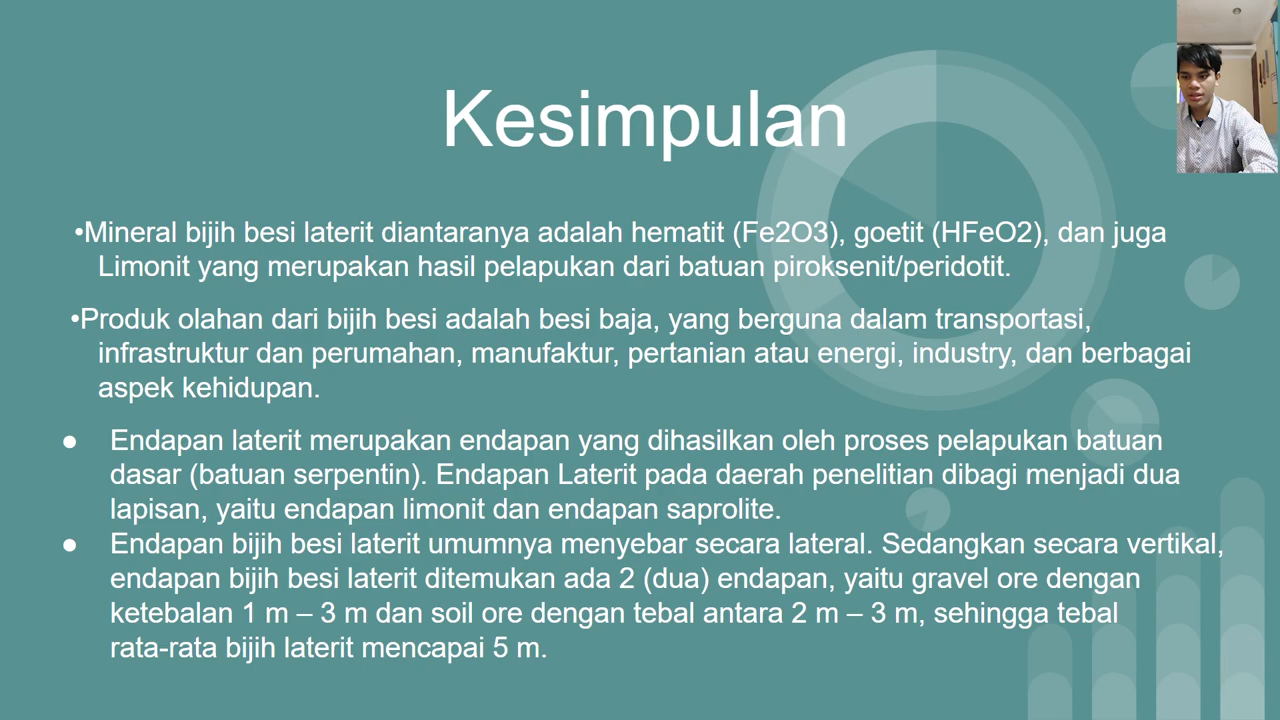 Kesimpulan
•Mineral bijih besi laterit diantaranya adalah hematit (Fe2O3), goetit (HFeO2), dan juga
Limonit yang merupakan hasil pelapukan dari batuan piroksenit/peridotit.
•Produk olahan dari bijih besi adalah besi baja, yang berguna dalam transportasi,
infrastruktur dan perumahan, manufaktur, pertanian atau energi, industry, dan berbagai
aspek kehidupan.
● Endapan laterit merupakan endapan yang dihasilkan oleh proses pelapukan batuan
dasar (batuan serpentin). Endapan Laterit pada daerah penelitian dibagi menjadi dua
lapisan, yaitu endapan limonit dan endapan saprolite.
● Endapan bijih besi laterit umumnya menyebar secara lateral. Sedangkan secara vertikal,
endapan bijih besi laterit ditemukan ada 2 (dua) endapan, yaitu gravel ore dengan
ketebalan 1 m – 3 m dan soil ore dengan tebal antara 2 m – 3 m, sehingga tebal
rata-rata bijih laterit mencapai 5 m.